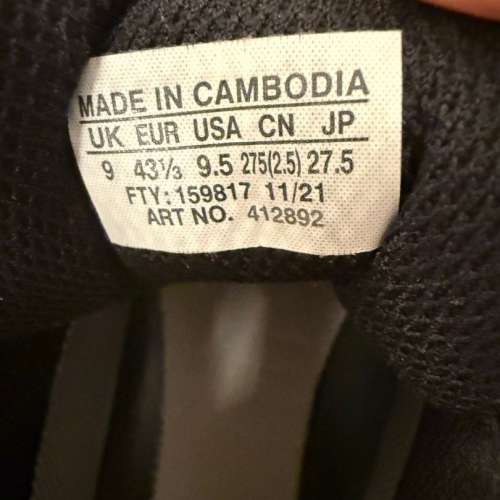 MADE IN CAMBODIA
UK EUR USA CN JP
9 43⅓ 9.5 275(2.5) 27.5
FTY: 159817 11/21
ART NO. 412892